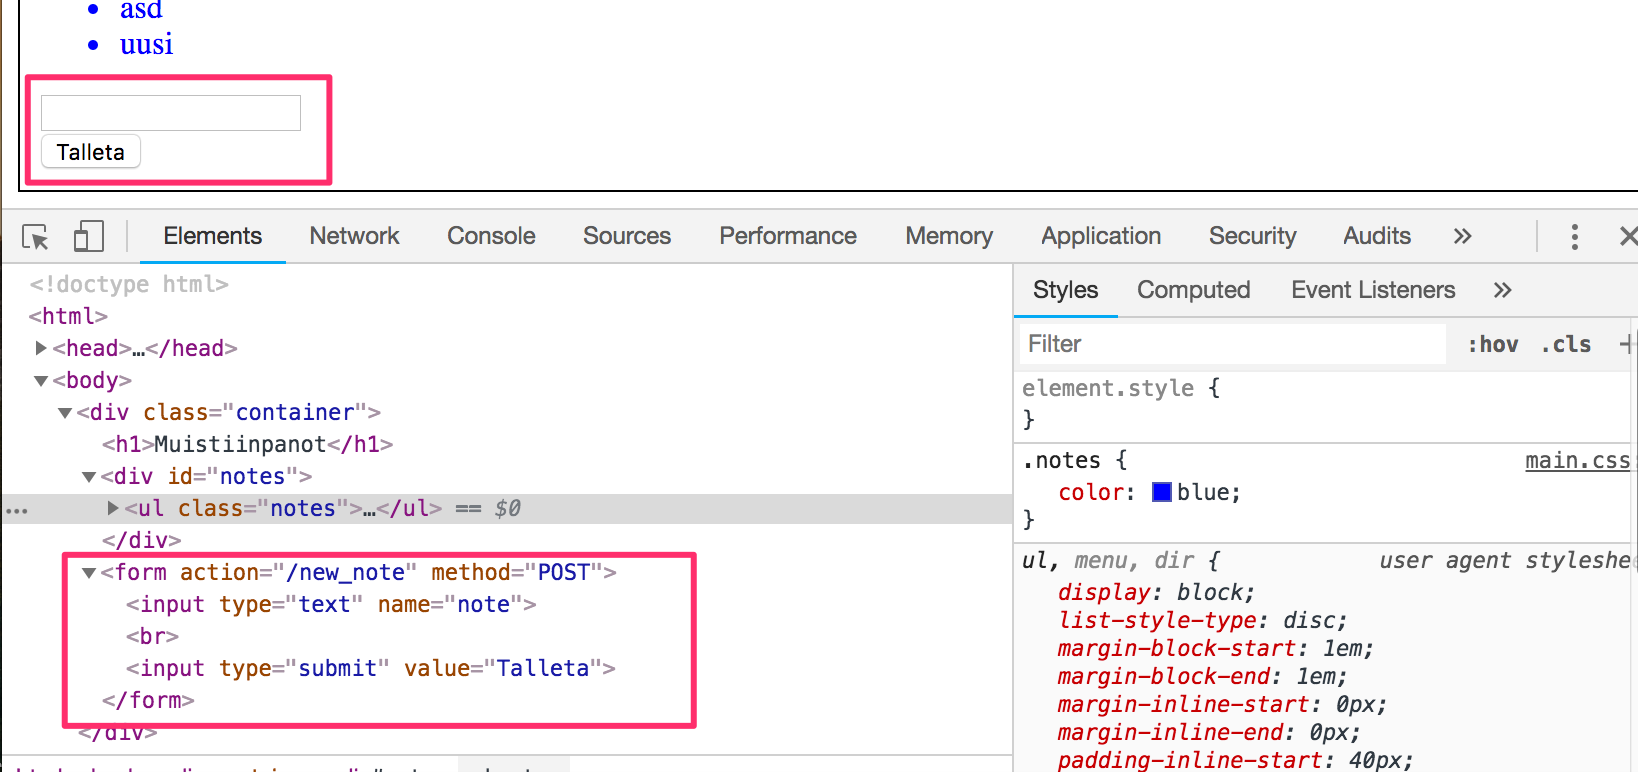 asd
uusi
Talleta
Elements Network Console Sources Performance Memory Application Security Audits »
<!doctype html>
<html>
<head>…</head>
<body>
<div class="container">
<h1>Muistiinpanot</h1>
<div id="notes">
... <ul class="notes">…</ul> == $0
</div>
<form action="/new_note" method="POST">
<input type="text" name="note">
<br>
<input type="submit" value="Talleta">
</form>
</div>
Styles Computed Event Listeners »
Filter :hov .cls +
element.style {
}
.notes { main.css:
color: blue;
}
ul, menu, dir { user agent styleshe
display: block;
list-style-type: disc;
margin-block-start: 1em;
margin-block-end: 1em;
margin-inline-start: 0px;
margin-inline-end: 0px;
padding-inline-start: 40px;